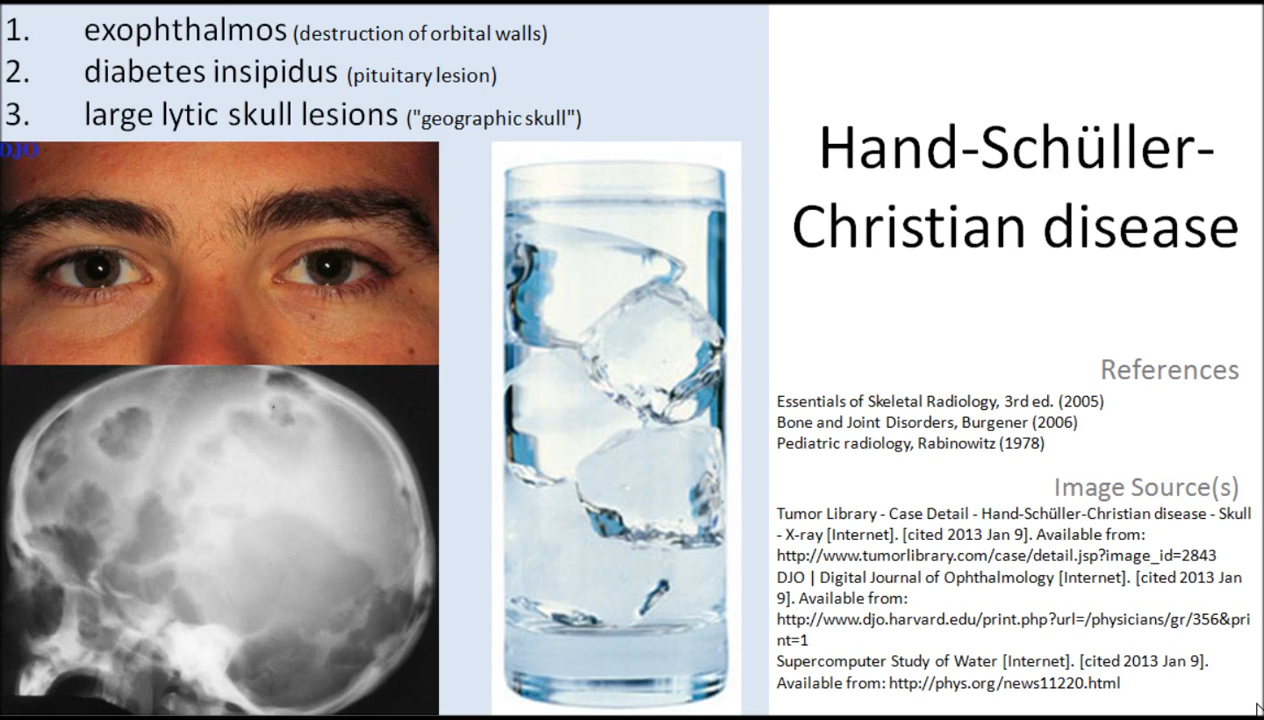 1. exophthalmos (destruction of orbital walls)
2. diabetes insipidus (pituitary lesion)
3. large lytic skull lesions ("geographic skull")
DJO
Hand-Schüller-
Christian disease
References
Essentials of Skeletal Radiology, 3rd ed. (2005)
Bone and Joint Disorders, Burgener (2006)
Pediatric radiology, Rabinowitz (1978)
Image Source(s)
Tumor Library - Case Detail - Hand-Schüller-Christian disease - Skull
- X-ray [Internet]. [cited 2013 Jan 9]. Available from:
http://www.tumorlibrary.com/case/detail.jsp?image_id=2843
DJO | Digital Journal of Ophthalmology [Internet]. [cited 2013 Jan
9]. Available from:
http://www.djo.harvard.edu/print.php?url=/physicians/gr/356&pri
nt=1
Supercomputer Study of Water [Internet]. [cited 2013 Jan 9].
Available from: http://phys.org/news11220.html